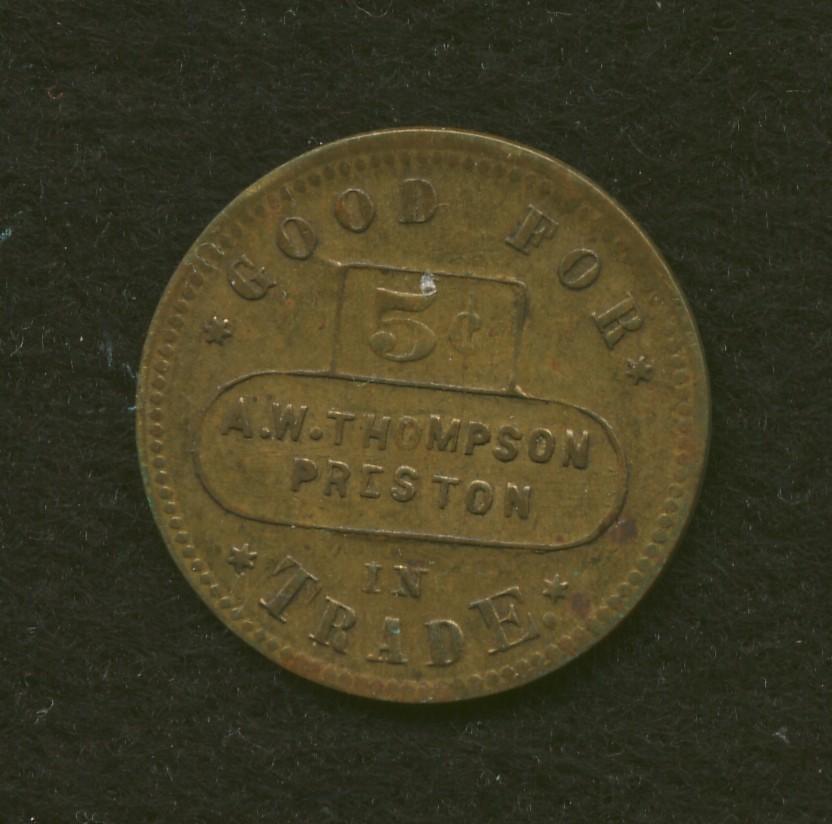 GOOD FOR
5¢
A.W. THOMPSON
PRESTON
IN
TRADE.